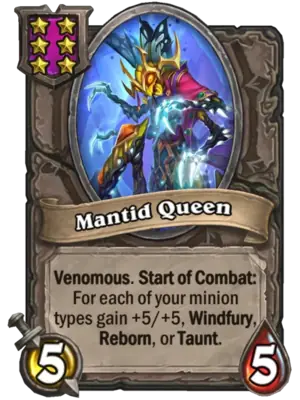 Mantid Queen
Venomous. Start of Combat:
For each of your minion
types gain +5/+5, Windfury,
Reborn, or Taunt.
5 5